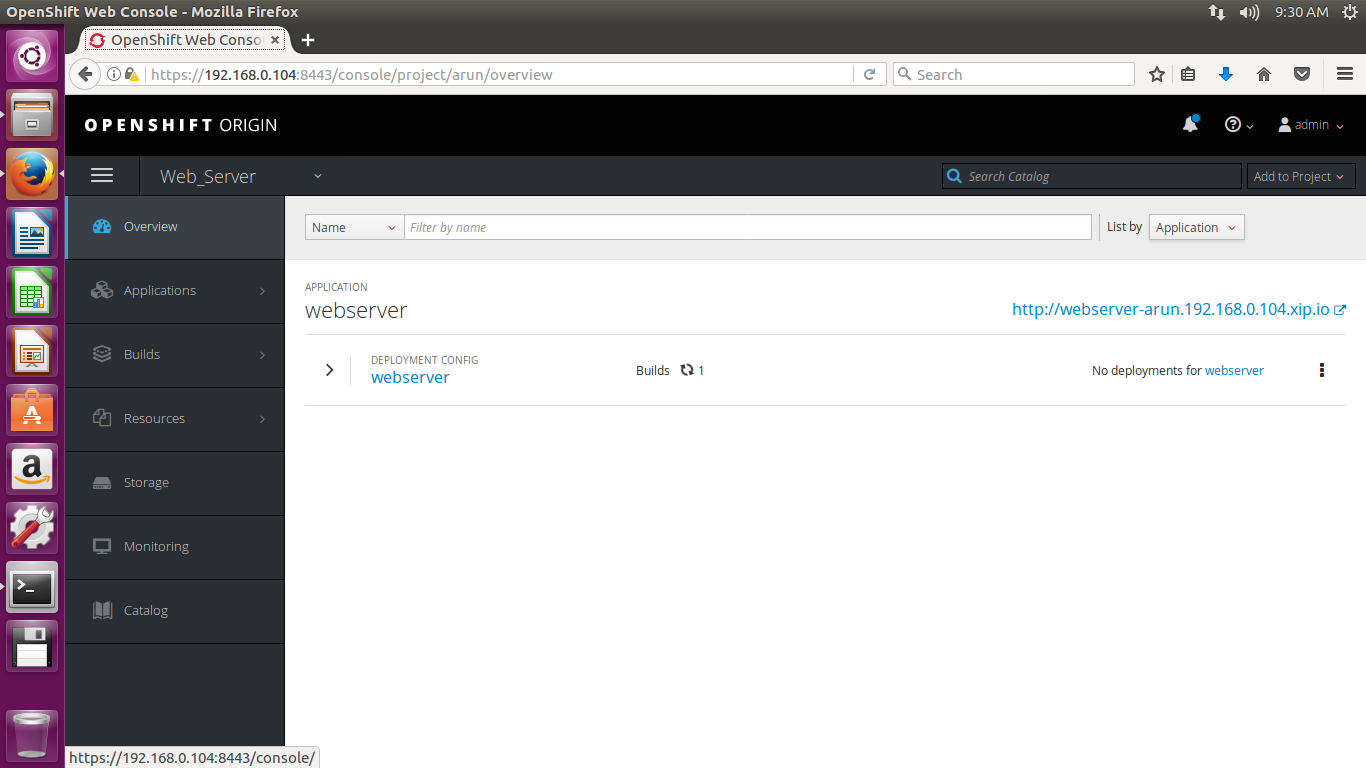 OpenShift Web Console - Mozilla Firefox
9:30 AM
OpenShift Web Conso
https://192.168.0.104:8443/console/project/arun/overview
Search
OPENSHIFT ORIGIN
admin
Web_Server
Search Catalog
Add to Project
Overview
Applications
Builds
Resources
Storage
Monitoring
Catalog
Name
Filter by name
List by
Application
APPLICATION
webserver
http://webserver-arun.192.168.0.104.xip.io
DEPLOYMENT CONFIG
webserver
Builds 1
No deployments for webserver
https://192.168.0.104:8443/console/